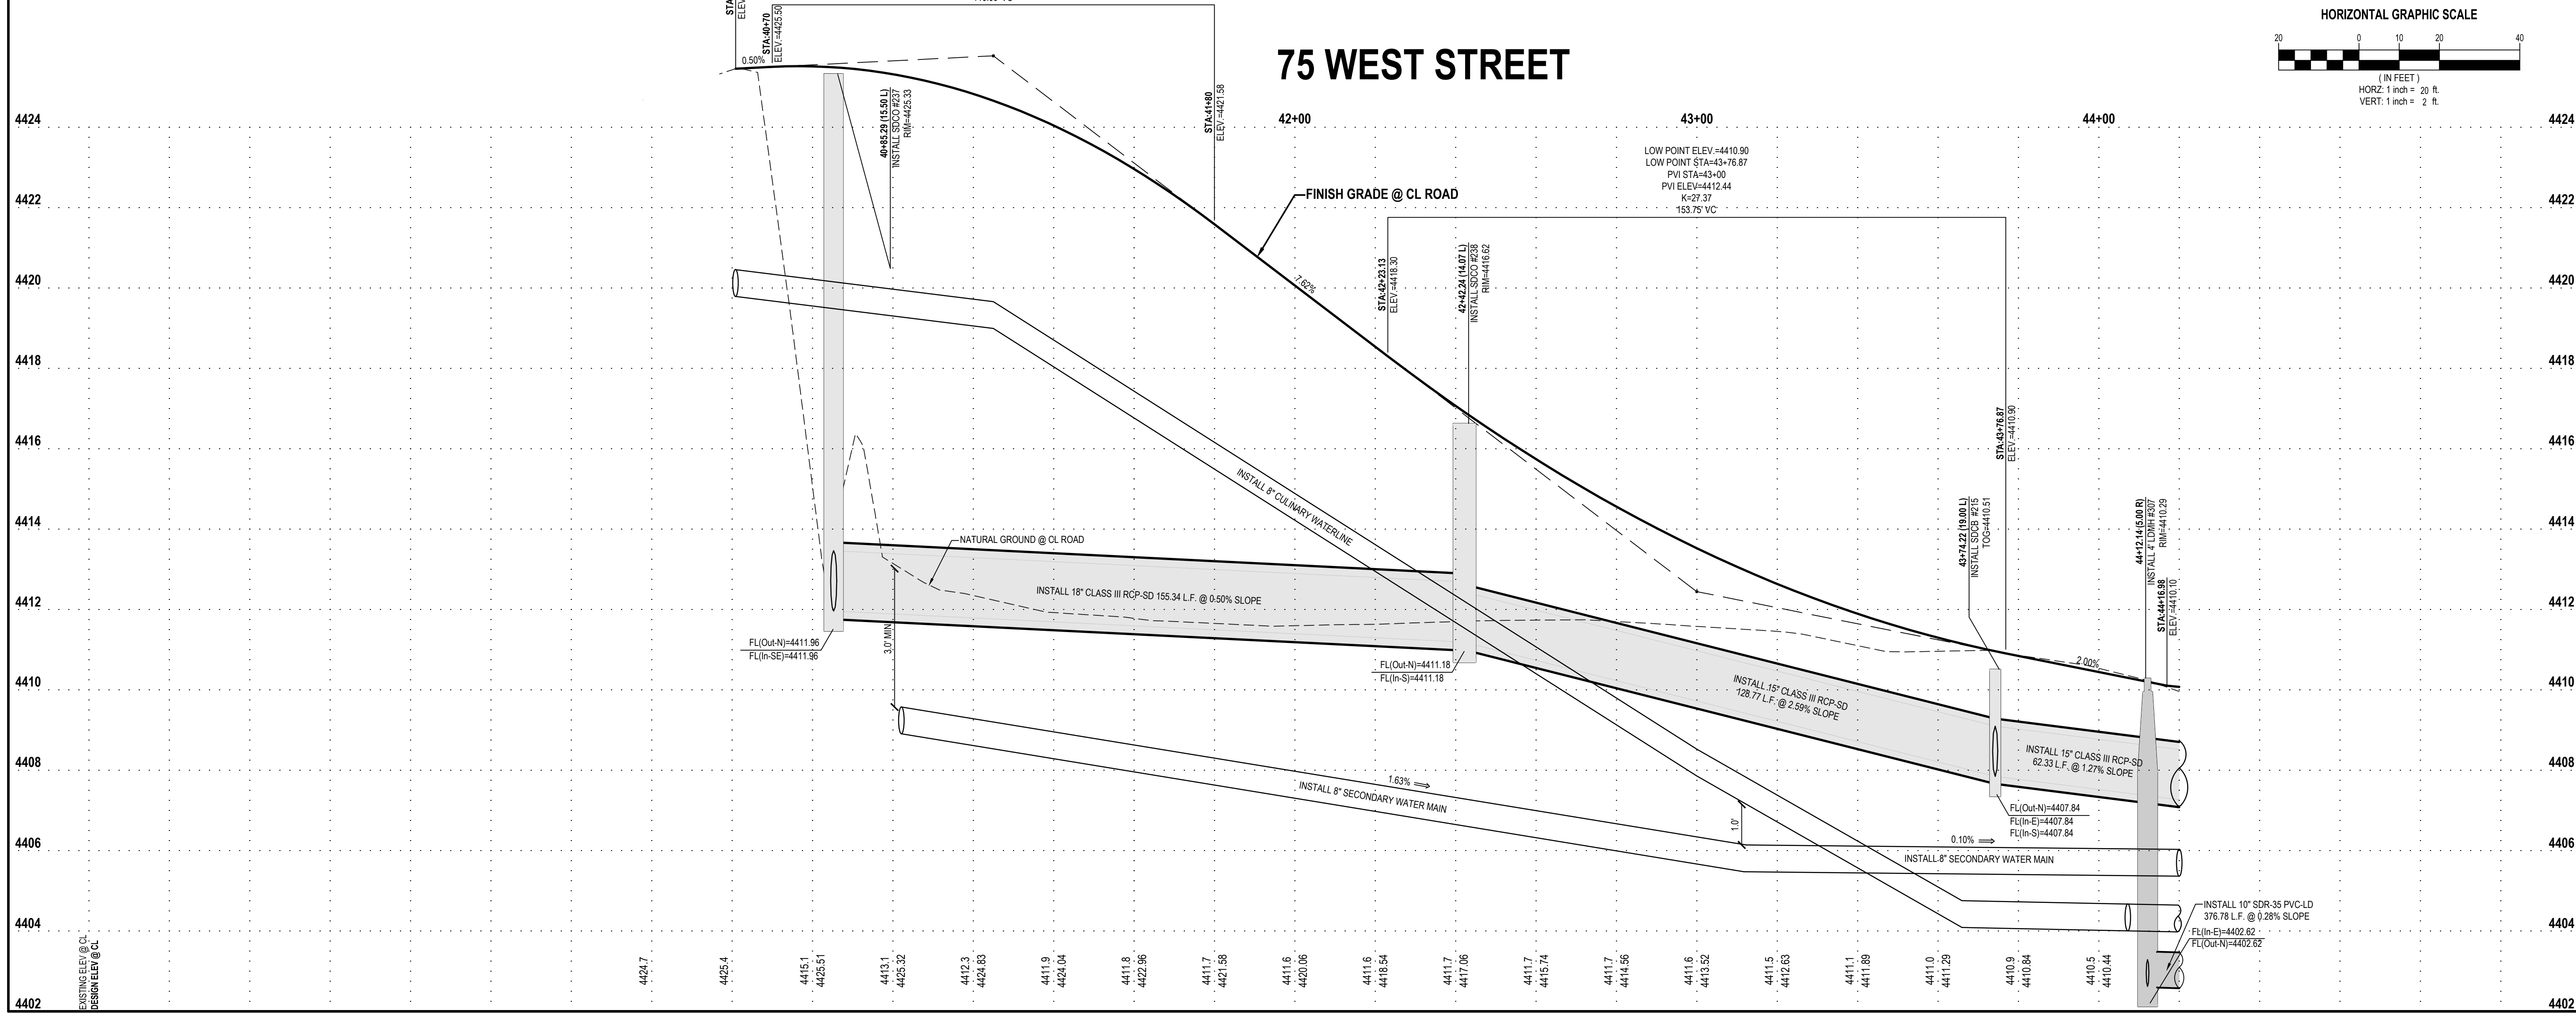 75 WEST STREET
HORIZONTAL GRAPHIC SCALE
20 0 10 20 40
( IN FEET )
HORZ: 1 inch = 20 ft.
VERT: 1 inch = 2 ft.
STA:40+70
ELEV.=4425.50
0.50%
40+85.29 (15.50 L)
INSTALL SDCO #237
RIM=4425.33
STA:41+80
ELEV.=4421.58
42+00
43+00
44+00
4424
4422
4420
4418
4416
4414
4412
4410
4408
4406
4404
4402
4424
4422
4420
4418
4416
4414
4412
4410
4408
4406
4404
4402
FINISH GRADE @ CL ROAD
-7.62%
LOW POINT ELEV.=4410.90
LOW POINT STA=43+76.87
PVI STA=43+00
PVI ELEV=4412.44
K=27.37
153.75' VC
STA:42+23.13
ELEV.=4418.30
42+42.24 (14.07 L)
INSTALL SDCO #238
RIM=4416.62
STA:43+76.87
ELEV.=4410.90
43+74.22 (19.00 L)
INSTALL SDCB #215
TOG=4410.51
44+12.14 (5.00 R)
INSTALL 4' LDMH #307
RIM=4410.29
STA:44+16.98
ELEV.=4410.10
-2.00%
INSTALL 8" CULINARY WATERLINE
NATURAL GROUND @ CL ROAD
INSTALL 18" CLASS III RCP-SD 155.34 L.F. @ 0.50% SLOPE
FL(Out-N)=4411.96
FL(In-SE)=4411.96
3.0' MIN
FL(Out-N)=4411.18
FL(In-S)=4411.18
INSTALL 15" CLASS III RCP-SD
128.77 L.F. @ 2.59% SLOPE
INSTALL 15" CLASS III RCP-SD
62.33 L.F. @ 1.27% SLOPE
1.63%
INSTALL 8" SECONDARY WATER MAIN
1.0'
FL(Out-N)=4407.84
FL(In-E)=4407.84
FL(In-S)=4407.84
0.10%
INSTALL 8" SECONDARY WATER MAIN
INSTALL 10" SDR-35 PVC-LD
376.78 L.F. @ 0.28% SLOPE
FL(In-E)=4402.62
FL(Out-N)=4402.62
EXISTING ELEV @ CL
DESIGN ELEV @ CL
4424.7
4425.4
4415.1
4425.51
4413.1
4425.32
4412.3
4424.83
4411.9
4424.04
4411.8
4422.96
4411.7
4421.58
4411.6
4420.06
4411.6
4418.54
4411.7
4417.06
4411.7
4415.74
4411.7
4414.56
4411.6
4413.52
4411.5
4412.63
4411.1
4411.89
4411.0
4411.29
4410.9
4410.84
4410.5
4410.44